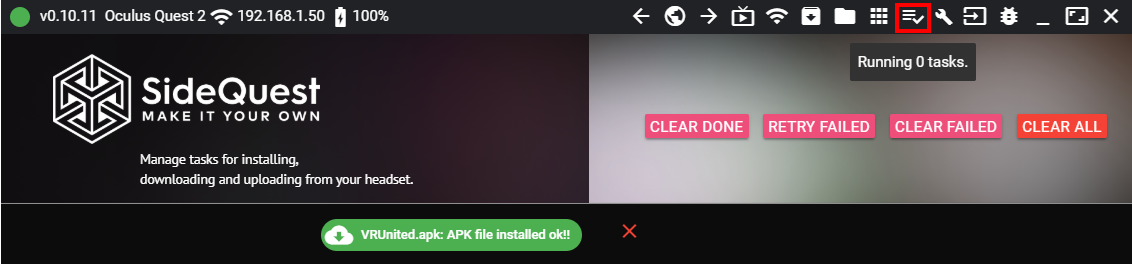 v0.10.11 Oculus Quest 2 192.168.1.50 100%
Running 0 tasks.
SideQuest
MAKE IT YOUR OWN
CLEAR DONE RETRY FAILED CLEAR FAILED CLEAR ALL
Manage tasks for installing,
downloading and uploading from your headset.
VRUnited.apk: APK file installed ok!!